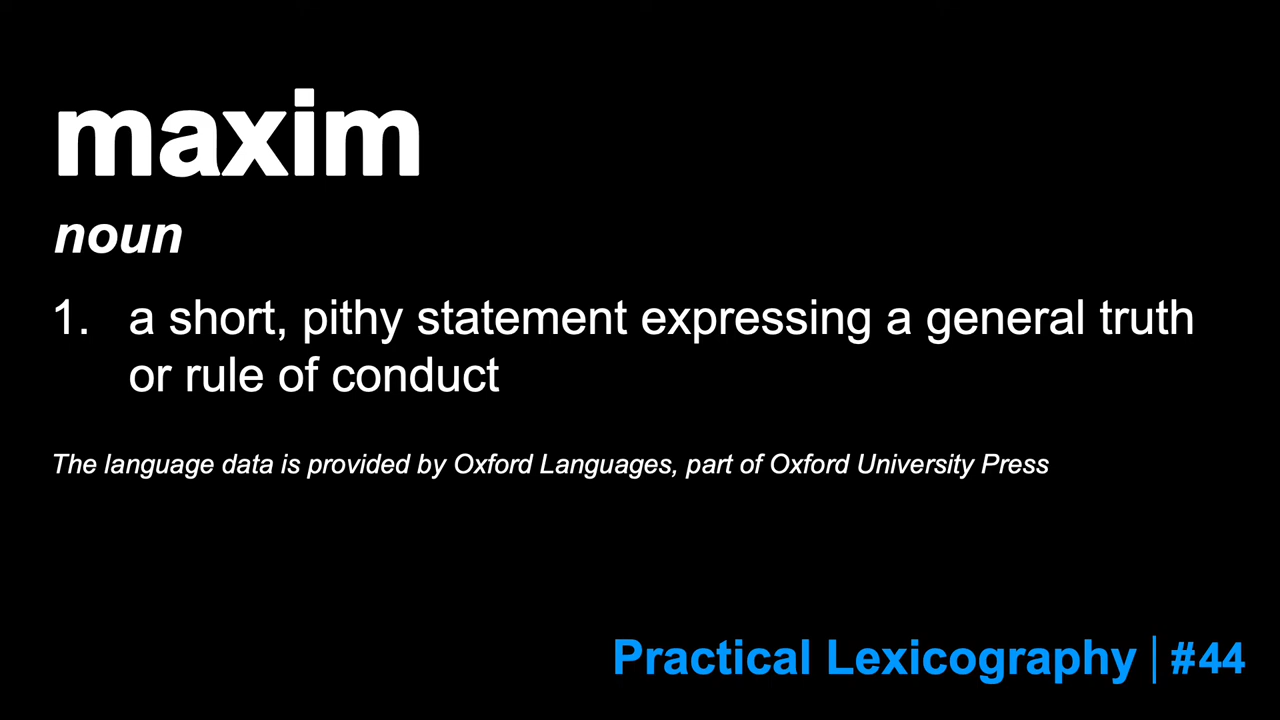 maxim
noun
1. a short, pithy statement expressing a general truth
or rule of conduct
The language data is provided by Oxford Languages, part of Oxford University Press
Practical Lexicography | #44